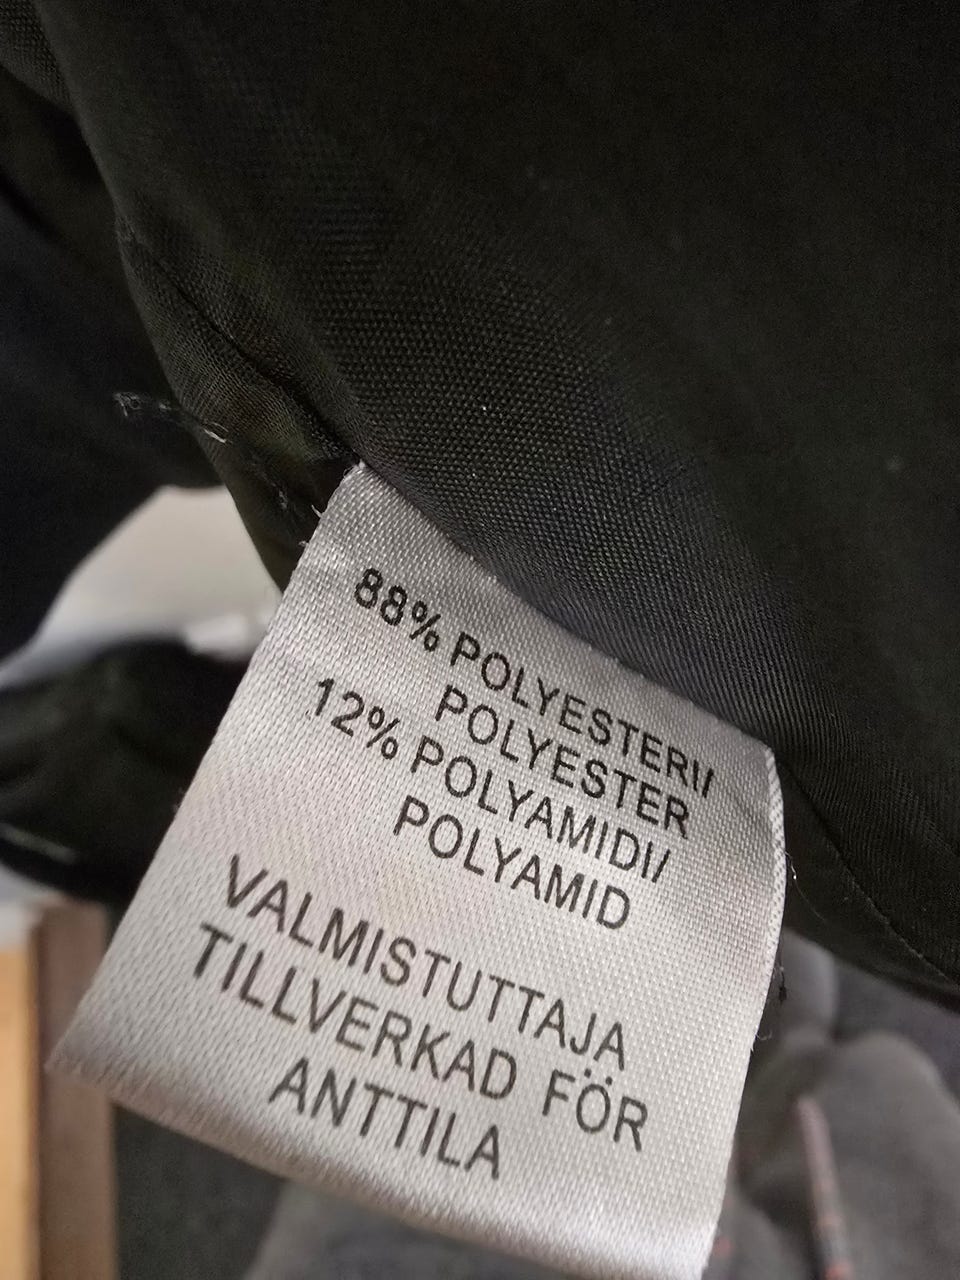 88% POLYESTERI/
POLYESTER
12% POLYAMIDI/
POLYAMID
VALMISTUTTAJA
TILLVERKAD FÖR
ANTTILA